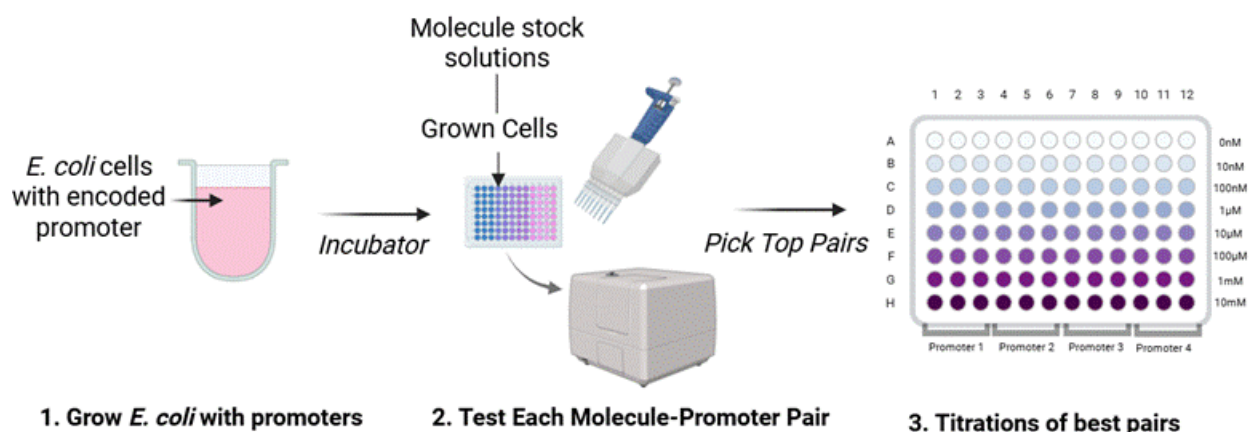 Molecule stock
solutions
Grown Cells
E. coli cells
with encoded
promoter
Incubator
Pick Top Pairs
1 2 3 4 5 6 7 8 9 10 11 12
A 0nM
B 10nM
C 100nM
D 1µM
E 10µM
F 100µM
G 1mM
H 10mM
Promoter 1 Promoter 2 Promoter 3 Promoter 4
1. Grow E. coli with promoters
2. Test Each Molecule-Promoter Pair
3. Titrations of best pairs